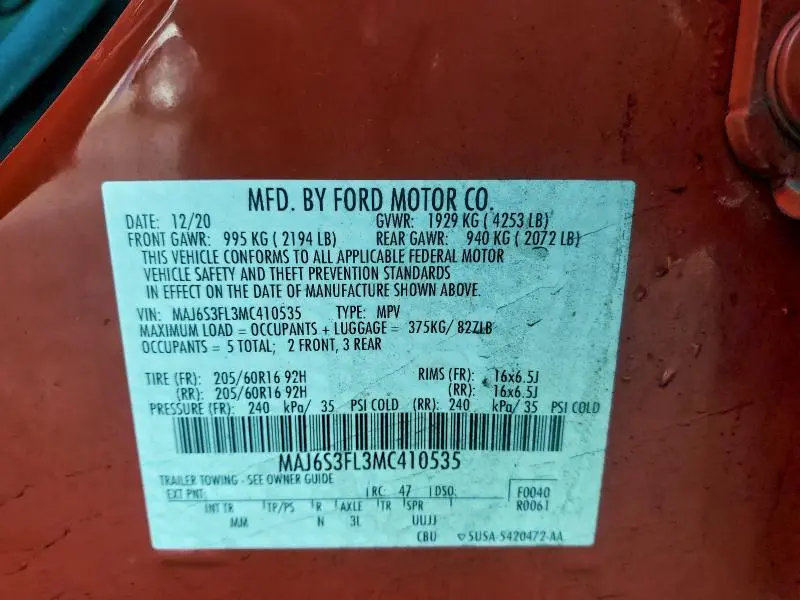 MFD. BY FORD MOTOR CO.
DATE: 12/20 GVWR: 1929 KG ( 4253 LB)
FRONT GAWR: 995 KG ( 2194 LB) REAR GAWR: 940 KG ( 2072 LB)
THIS VEHICLE CONFORMS TO ALL APPLICABLE FEDERAL MOTOR
VEHICLE SAFETY AND THEFT PREVENTION STANDARDS
IN EFFECT ON THE DATE OF MANUFACTURE SHOWN ABOVE.
VIN: MAJ6S3FL3MC410535 TYPE: MPV
MAXIMUM LOAD = OCCUPANTS + LUGGAGE = 375KG/ 827LB
OCCUPANTS = 5 TOTAL; 2 FRONT, 3 REAR
TIRE (FR): 205/60R16 92H RIMS (FR): 16x6.5J
(RR): 205/60R16 92H (RR): 16x6.5J
PRESSURE (FR): 240 kPa/ 35 PSI COLD (RR): 240 kPa/ 35 PSI COLD
MAJ6S3FL3MC410535
TRAILER TOWING - SEE OWNER GUIDE
EXT PNT: RC: 47 DSO: F0040
INT TR TP/PS R AXLE TR SPR R0061
MM N 3L UUJJ
CBU 5USA-5420472-AA